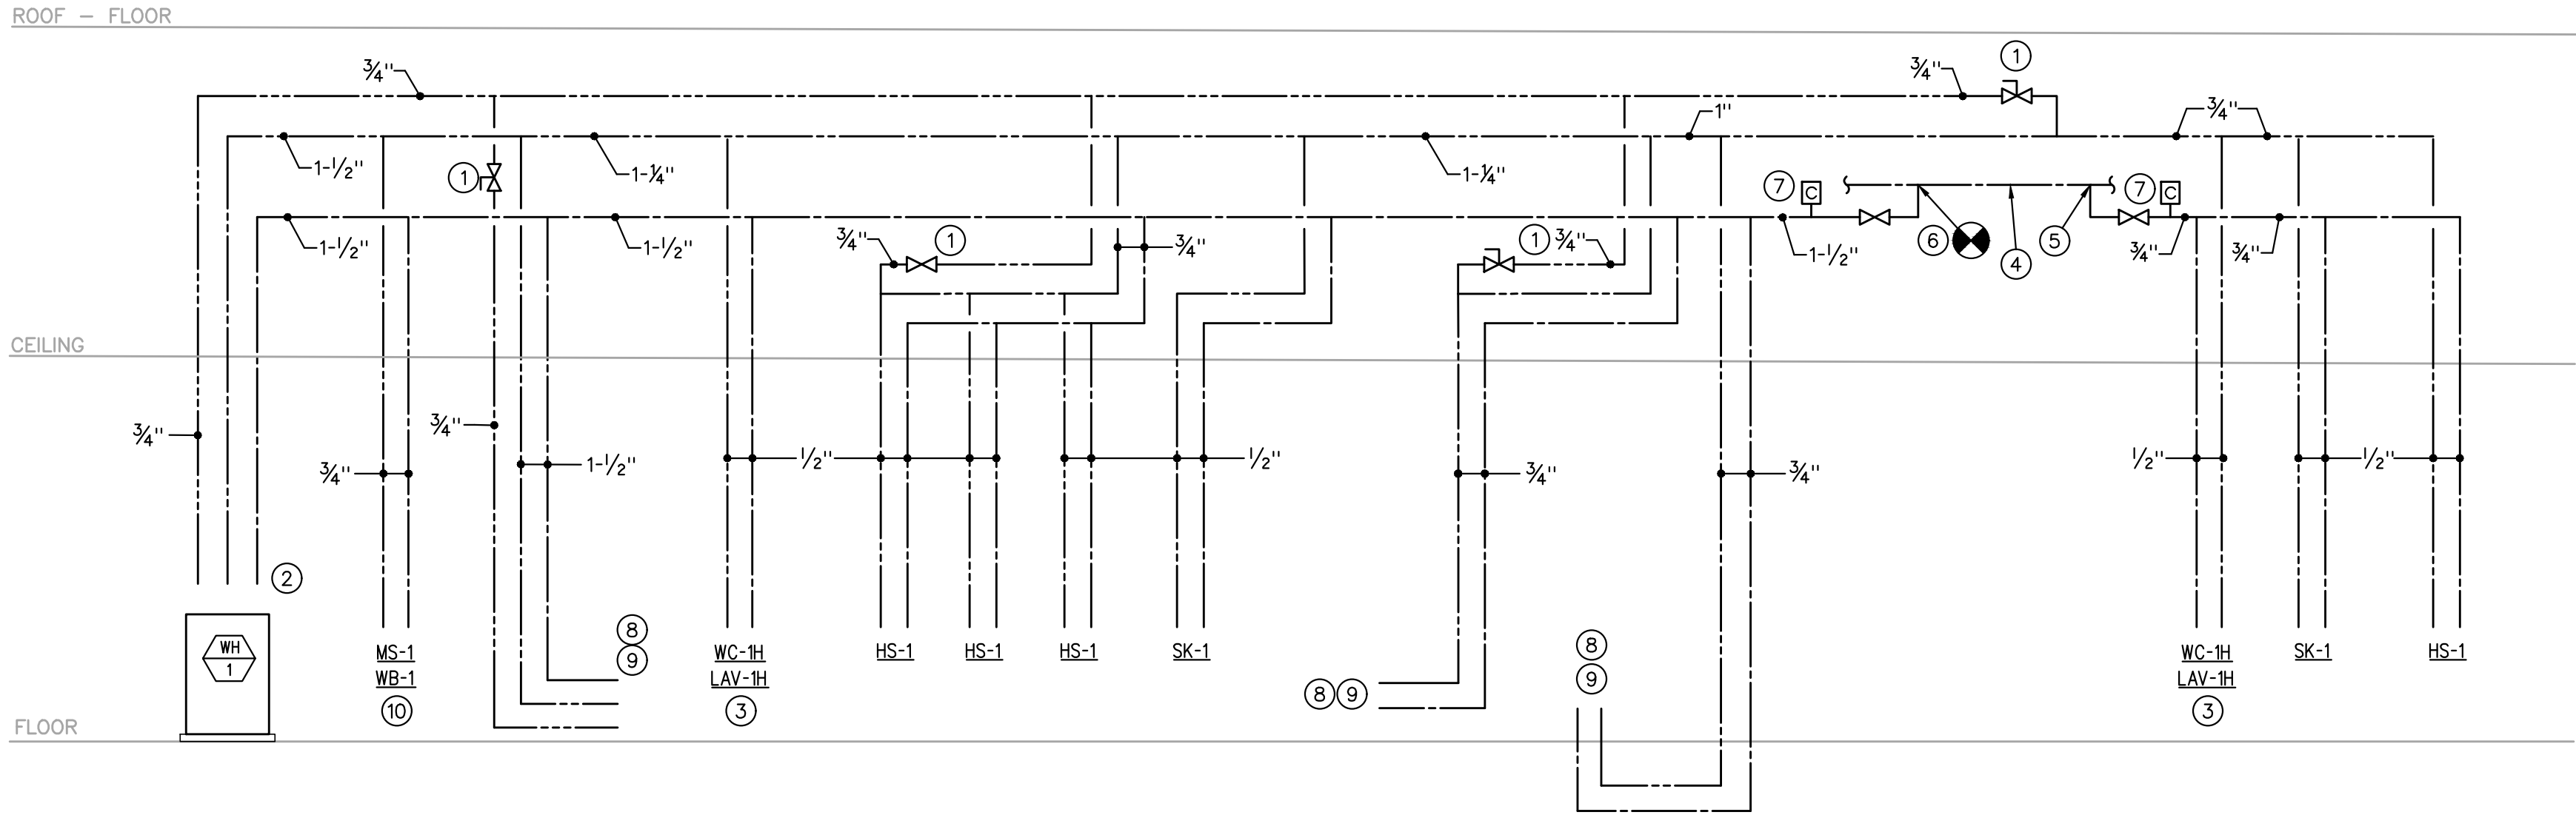 ROOF - FLOOR
3/4"
3/4"
1
1"
3/4"
1-1/2"
1
1-1/4"
1-1/4"
7
C
7
C
1-1/2"
1-1/2"
3/4"
1
3/4"
1
3/4"
1-1/2"
6
4
5
3/4"
3/4"
CEILING
3/4"
3/4"
3/4"
1-1/2"
1/2"
1/2"
3/4"
3/4"
1/2"
1/2"
2
WH
1
MS-1
WB-1
10
8
9
WC-1H
LAV-1H
3
HS-1
HS-1
HS-1
SK-1
8 9
8
9
WC-1H
LAV-1H
3
SK-1
HS-1
FLOOR